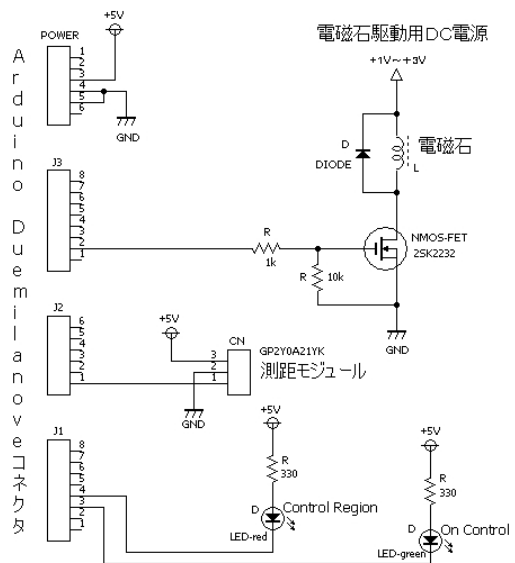 Arduino Duemilanoveコネクタ
POWER
+5V
1
2
3
4
5
6
GND
電磁石駆動用DC電源
+1V～+3V
D
DIODE
電磁石
L
J3
8
7
6
5
4
3
2
1
R
1k
R
10k
NMOS-FET
2SK2232
GND
J2
6
5
4
3
2
1
+5V
CN
3
2
1
GP2Y0A21YK
測距モジュール
GND
J1
8
7
6
5
4
3
2
1
+5V
R
330
D
Control Region
LED-red
+5V
R
330
D
On Control
LED-green